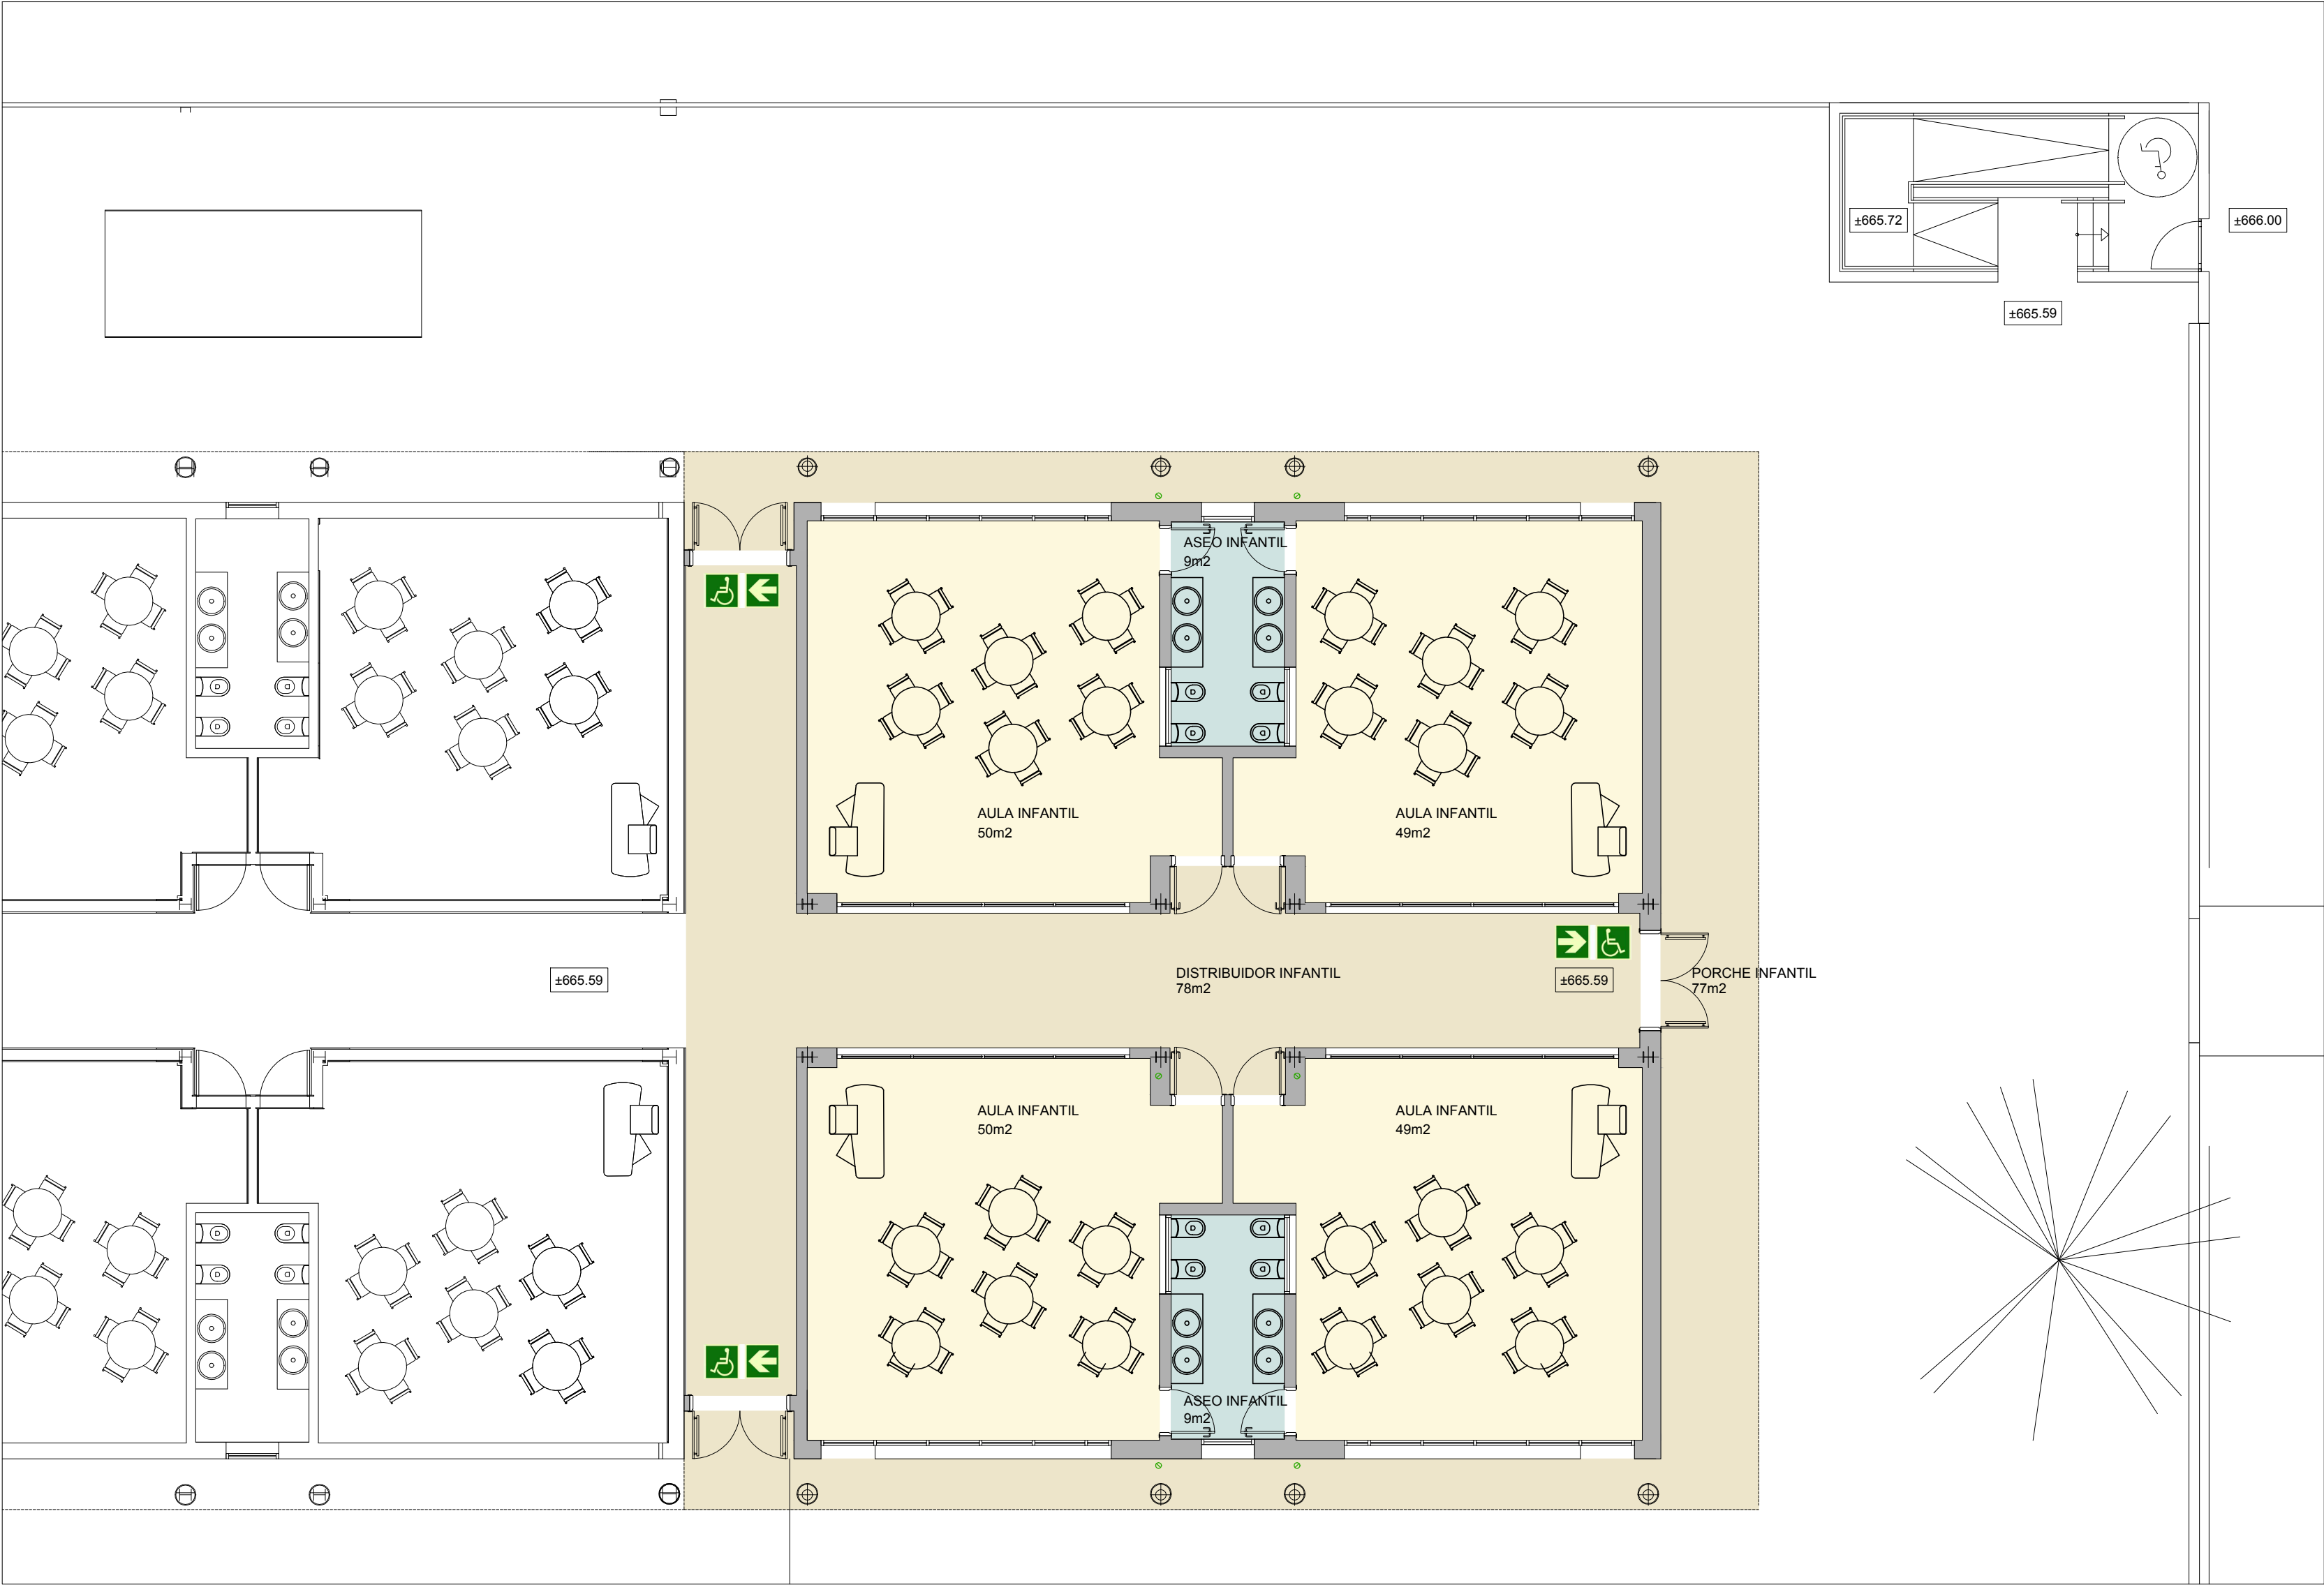 ±665.72
±666.00
±665.59
ASEO INFANTIL
9m2
AULA INFANTIL
50m2
AULA INFANTIL
49m2
DISTRIBUIDOR INFANTIL
78m2
±665.59
±665.59
PORCHE INFANTIL
77m2
AULA INFANTIL
50m2
AULA INFANTIL
49m2
ASEO INFANTIL
9m2